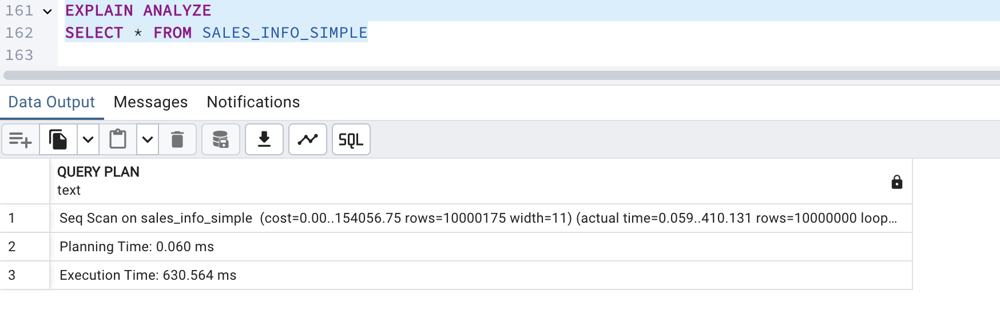 161 EXPLAIN ANALYZE
162 SELECT * FROM SALES_INFO_SIMPLE
163
Data Output Messages Notifications
SQL
QUERY PLAN
text
1 Seq Scan on sales_info_simple (cost=0.00..154056.75 rows=10000175 width=11) (actual time=0.059..410.131 rows=10000000 loop...
2 Planning Time: 0.060 ms
3 Execution Time: 630.564 ms